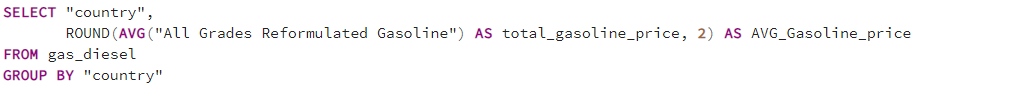 SELECT "country",
ROUND(AVG("All Grades Reformulated Gasoline") AS total_gasoline_price, 2) AS AVG_Gasoline_price
FROM gas_diesel
GROUP BY "country"